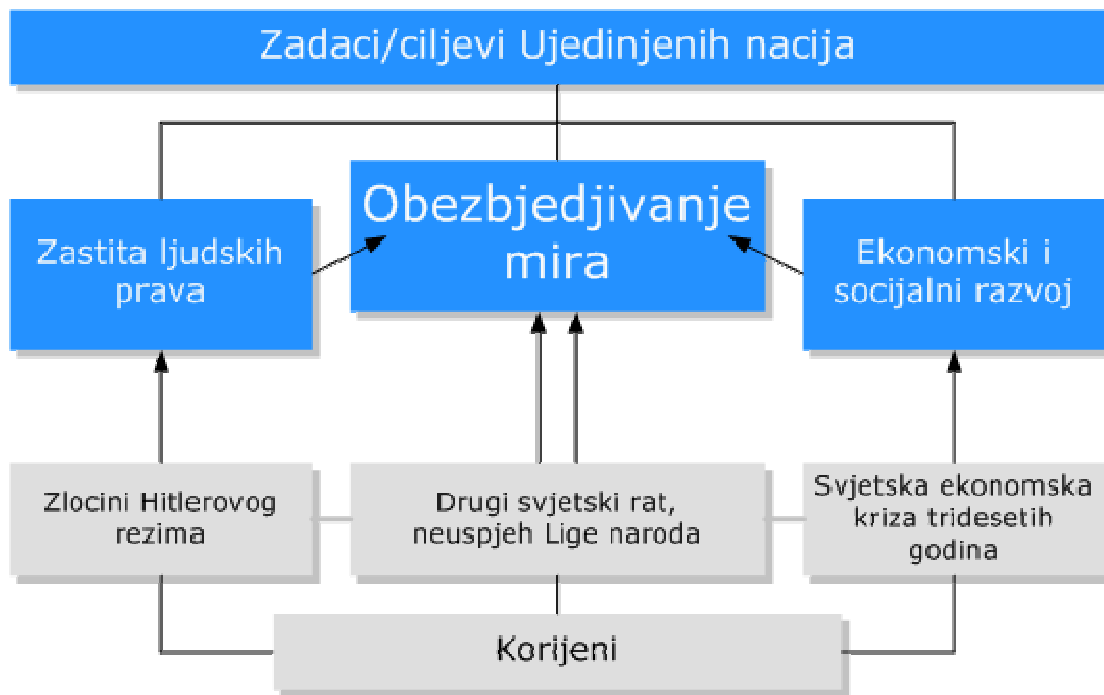 Zadaci/ciljevi Ujedinjenih nacija
Zastita ljudskih
prava
Obezbjedjivanje
mira
Ekonomski i
socijalni razvoj
Zlocini Hitlerovog
rezima
Drugi svjetski rat,
neuspjeh Lige naroda
Svjetska ekonomska
kriza tridesetih
godina
Korijeni